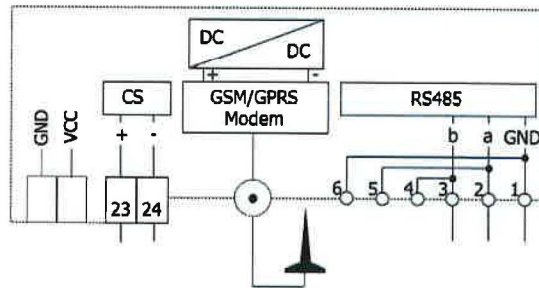 DC
DC
+ -
CS
GSM/GPRS
Modem
RS485
GND
VCC
+ -
b a GND
6 5 4 3 2 1
23 24